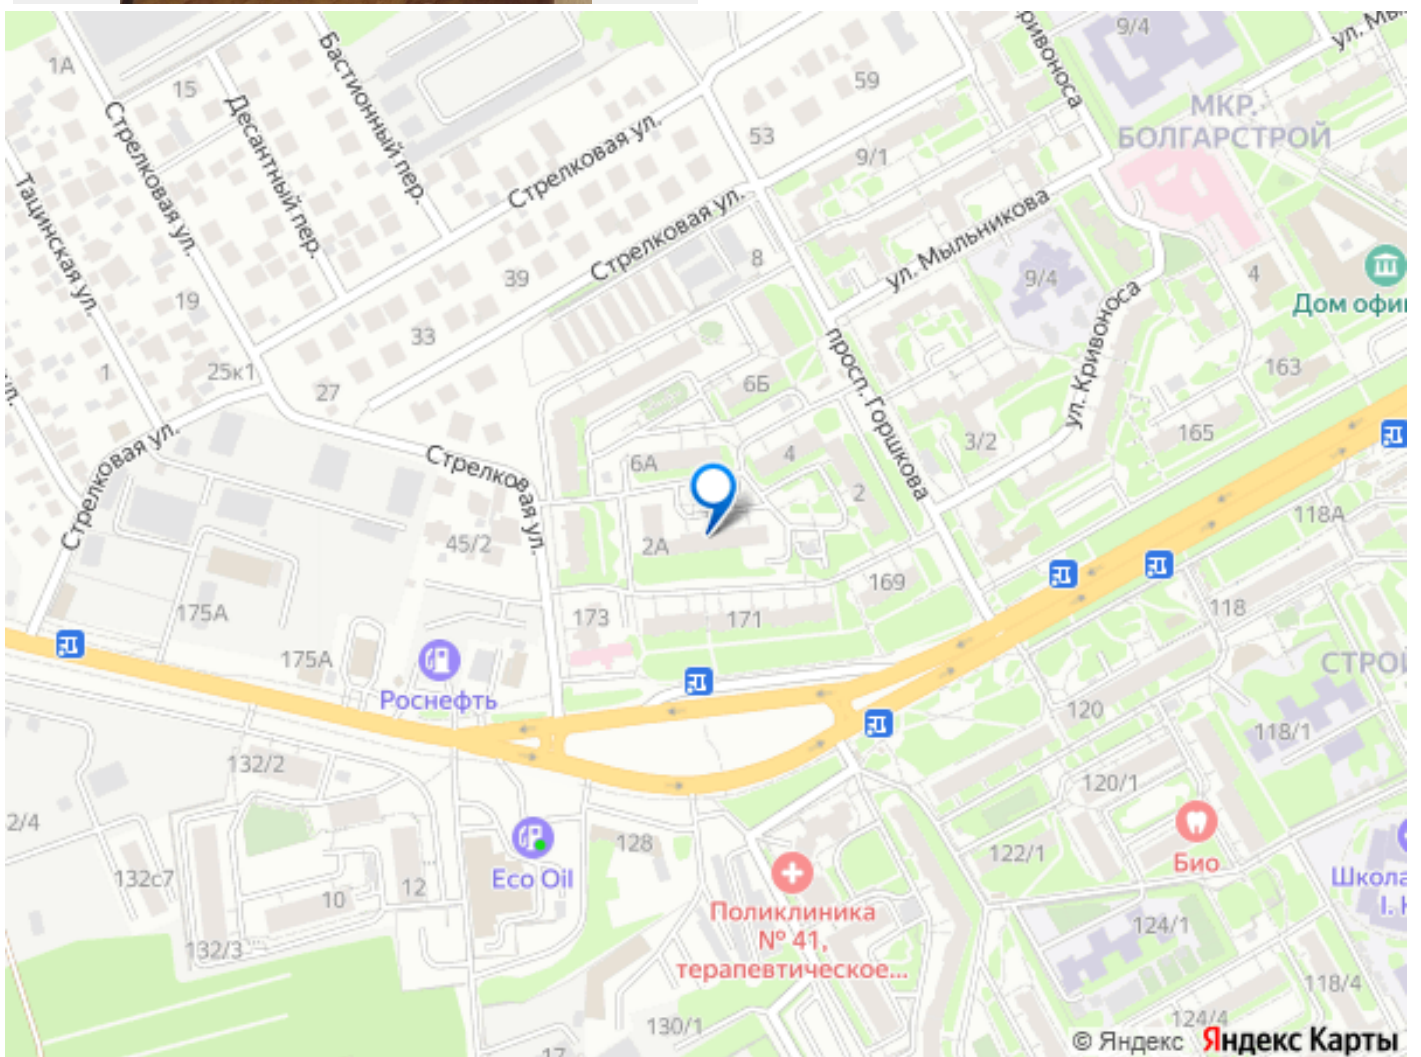 9/4
ул. Мы
1А
Бастионный пер.
кривоноса
15
59
Стрелковая ул.
Десантный пер.
МКР.
БОЛГАРСТРОЙ
53
Стрелковая ул.
9/1
Тацинская ул.
Стрелковая ул.
ул. Мыльникова
8
19
39
9/4
4
Дом офи
33
просп. Горшкова
ул. Кривоноса
1
25к1
27
6Б
163
ул.
Стрелковая ул.
Стрелковая ул.
6А
4
3/2
165
2
118А
45/2
2А
169
175А
173
171
118
175А
Роснефть
СТРОЙ
120
118/1
132/2
120/1
2/4
128
122/1
Био
132с7
Eco Oil
Школа
12
10
Поликлиника
№ 41,
терапевтическое...
124/1
132/3
118/4
130/1
124/4
17
© Яндекс Яндекс Карты